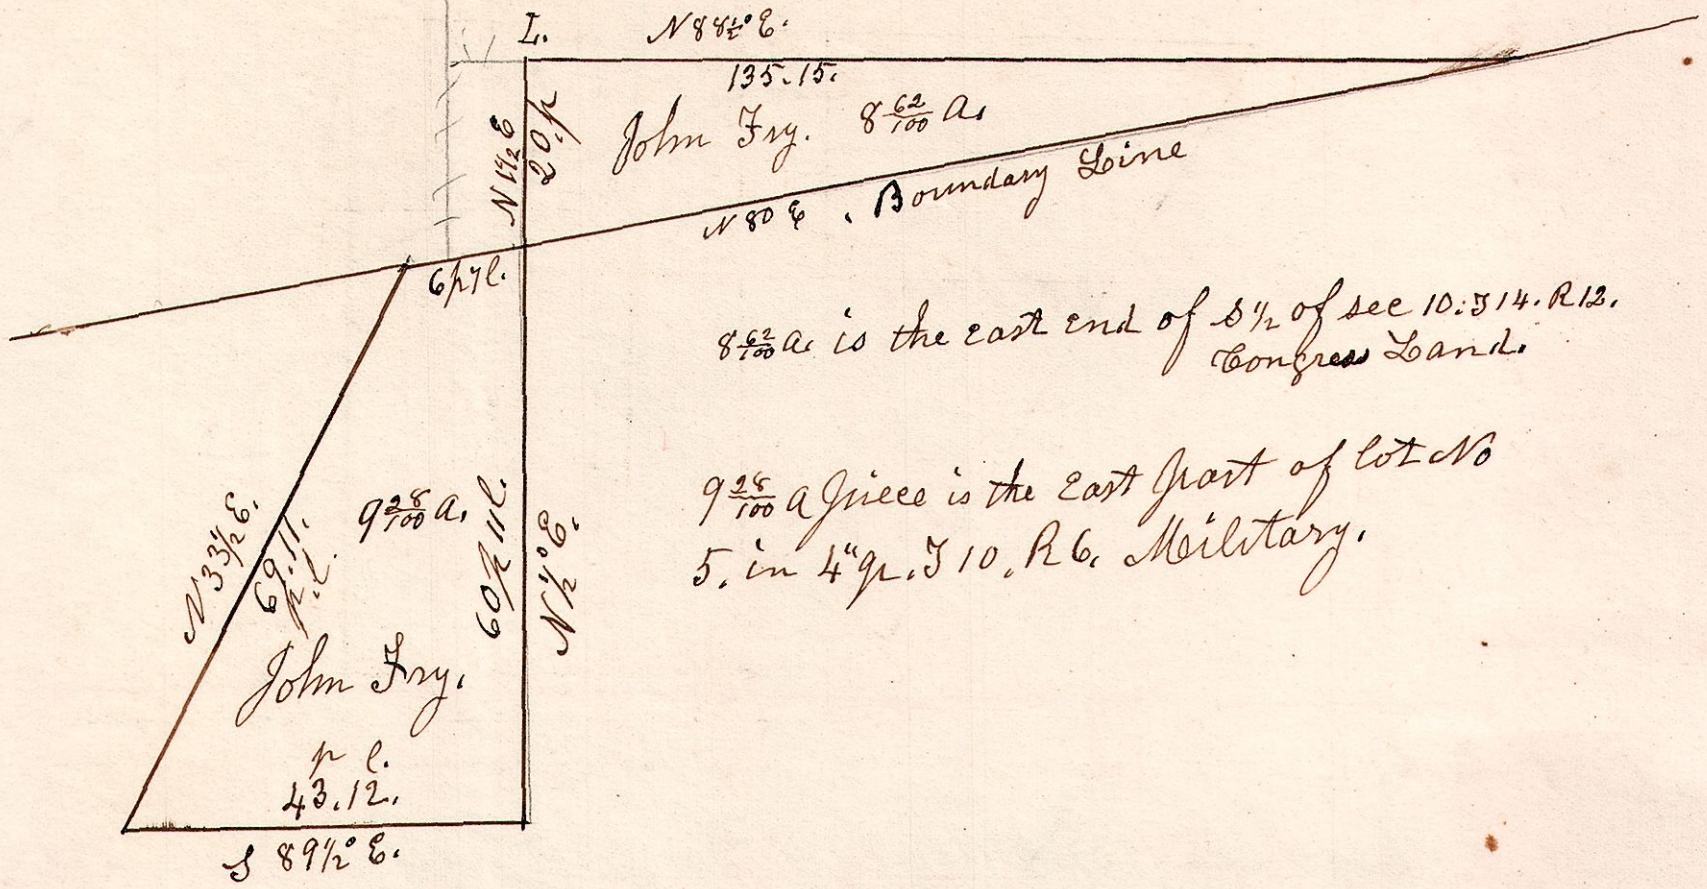 L. N 88½° E.
135.15.
N 1½ E
20 p
John Fry. 8 62/100 a.
N 80 E . Boundary Line
6 p 7 l.
8 62/100 a. is the east end of S ½ of sec 10. T 14. R 12.
Congress Land.
9 28/100 a piece is the East part of lot No
5. in 4" qr. T 10. R 6. Military.
N 33½ E.
69. 11.
p. l.
9 28/100 a.
60 p 11 l.
N ½° E.
John Fry.
p l.
43.12.
S 89½° E.